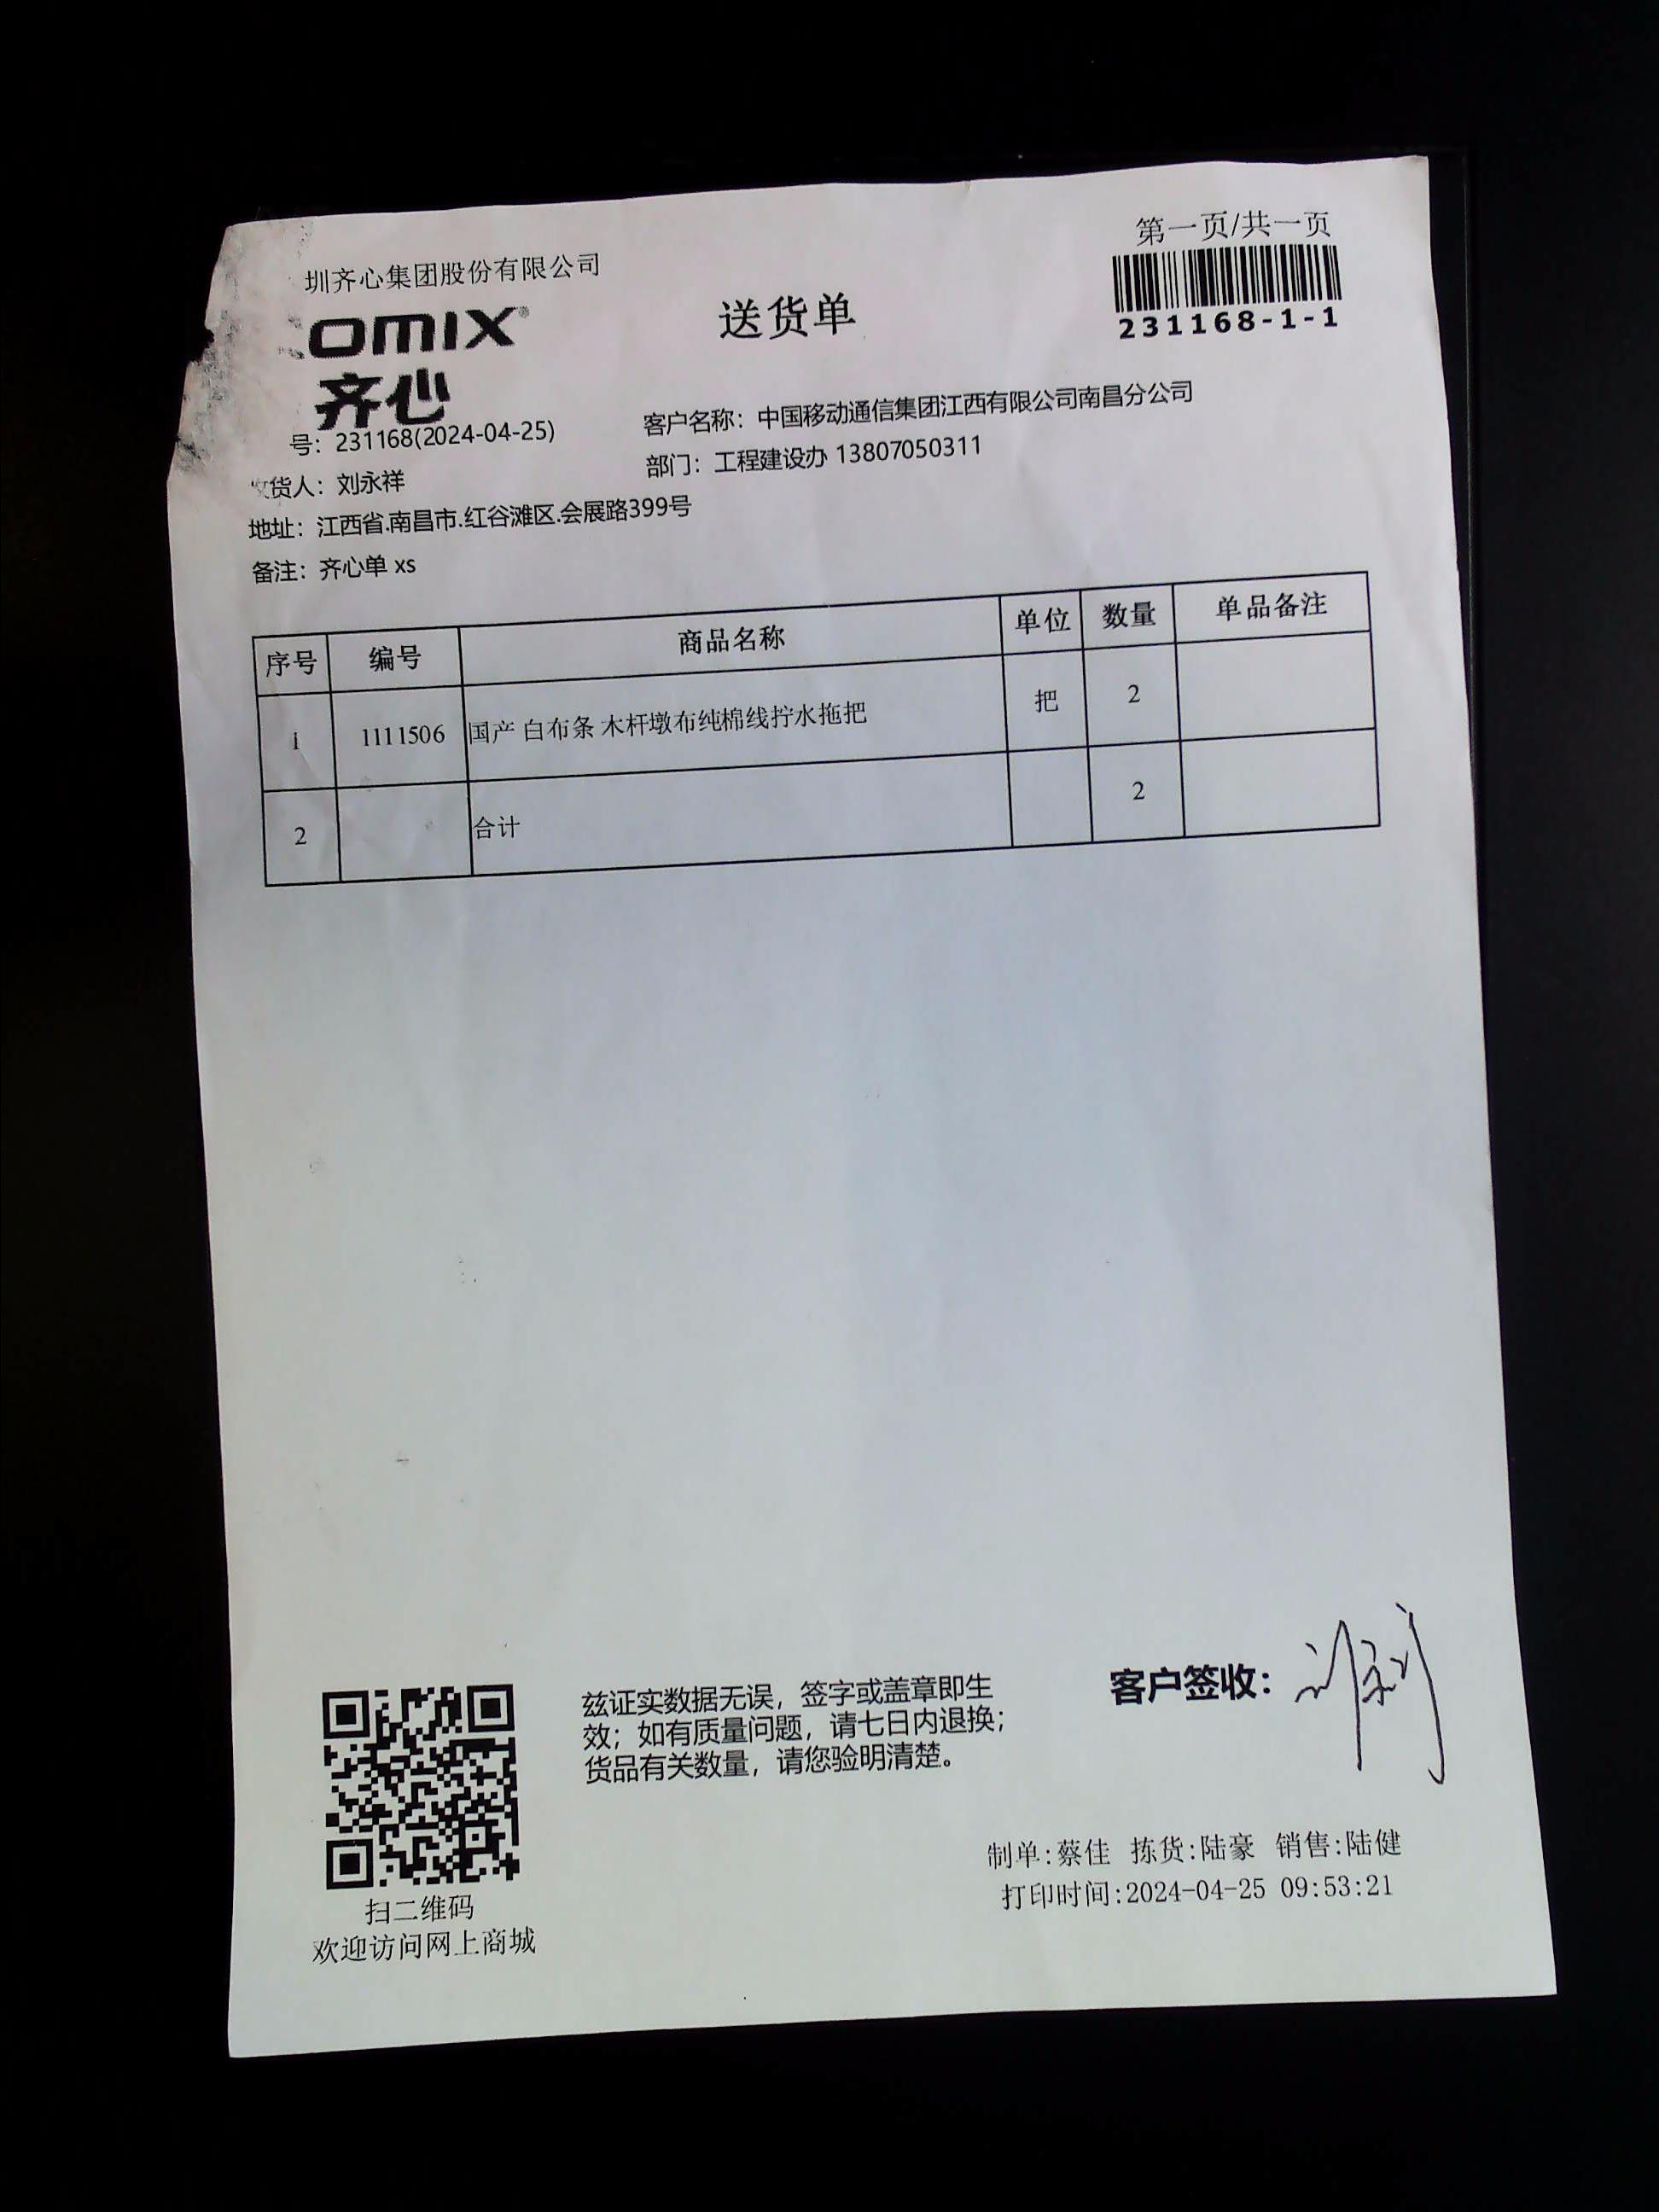 第一页/共一页
圳齐心集团股份有限公司
OMIX
齐心
送货单
231168-1-1
号：231168(2024-04-25)
客户名称：中国移动通信集团江西有限公司南昌分公司
收货人：刘永祥
部门：工程建设办 13807050311
地址：江西省.南昌市.红谷滩区.会展路399号
备注：齐心单 xs
序号 编号 商品名称 单位 数量 单品备注
1 1111506 国产 白布条 木杆墩布纯棉线拧水拖把 把 2
2 合计 2
兹证实数据无误，签字或盖章即生
效；如有质量问题，请七日内退换；
货品有关数量，请您验明清楚。
客户签收：
制单:蔡佳 拣货:陆豪 销售:陆健
打印时间:2024-04-25 09:53:21
扫二维码
欢迎访问网上商城